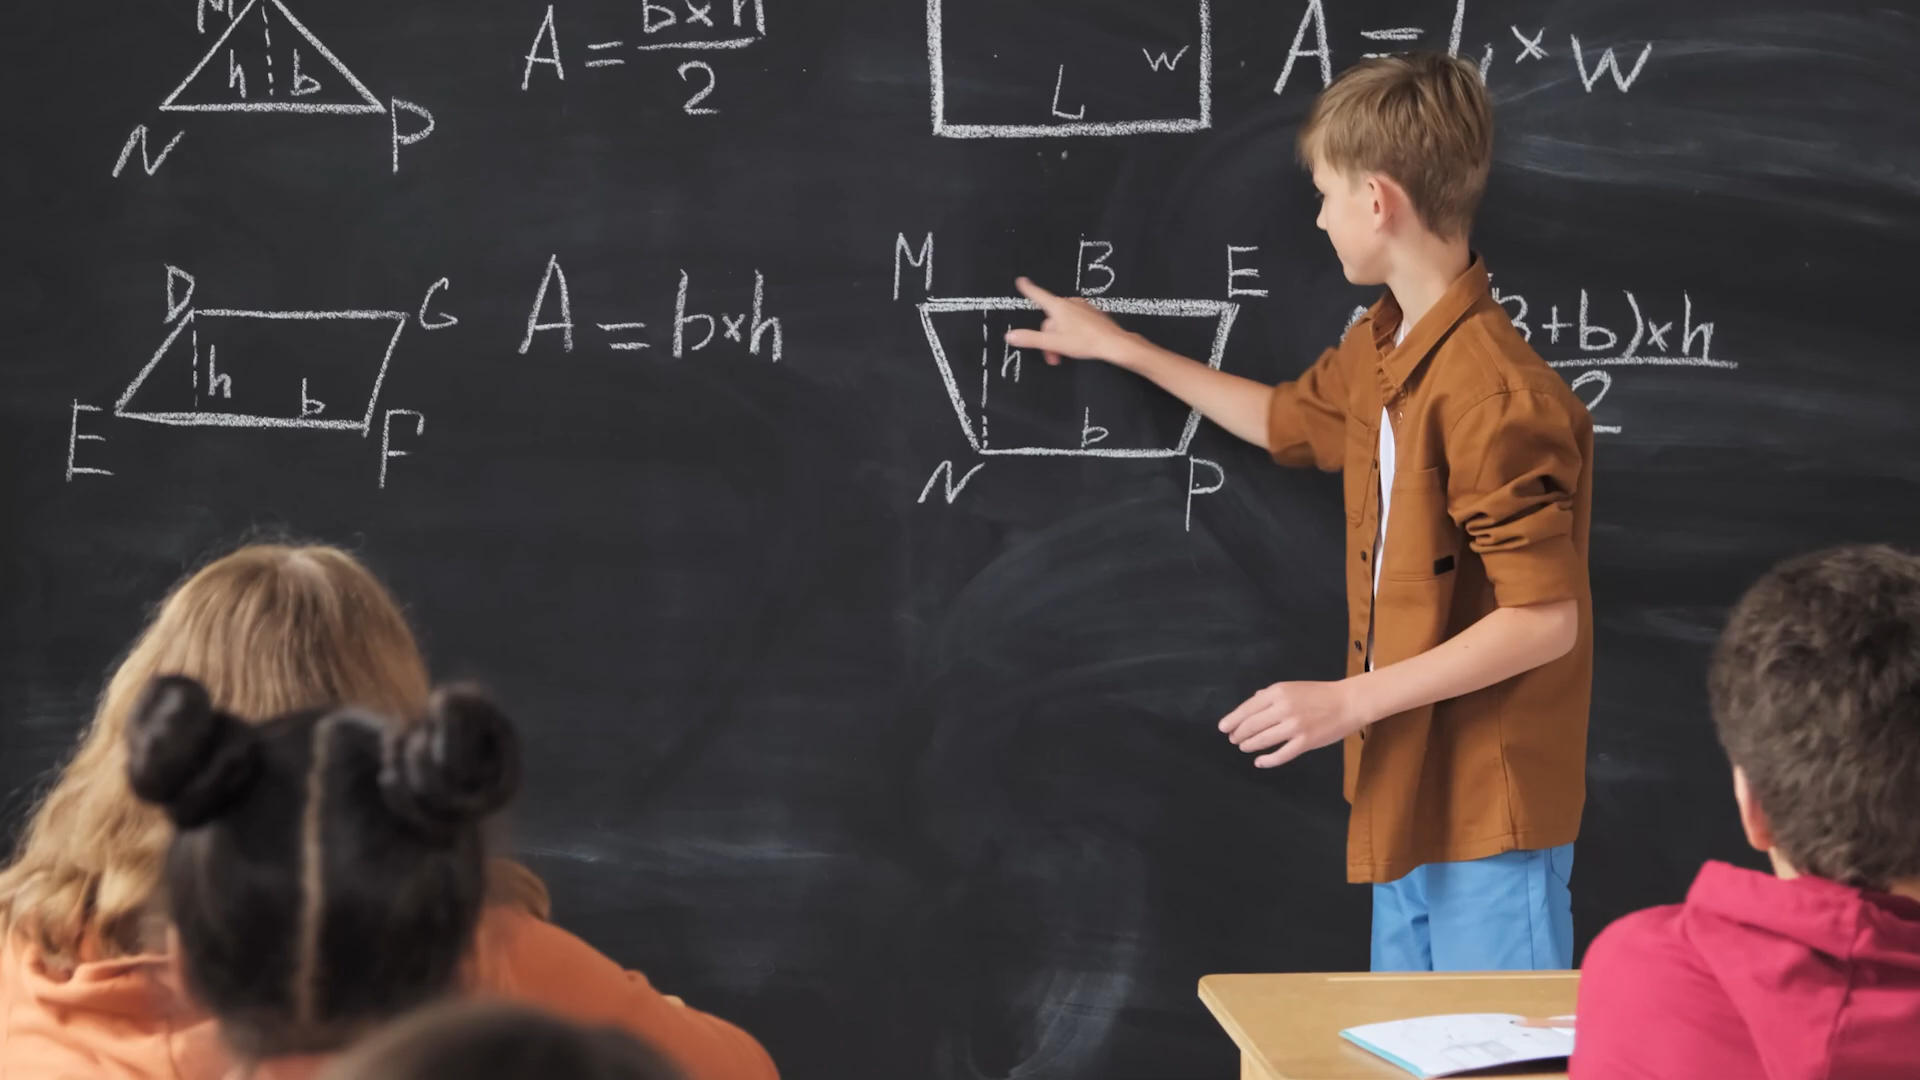 M
h b
N P
A = b×h
2
L w
A = L × w
D G
h b
E F
A = b×h
M B E
h
b
N P
B+b)×h
2